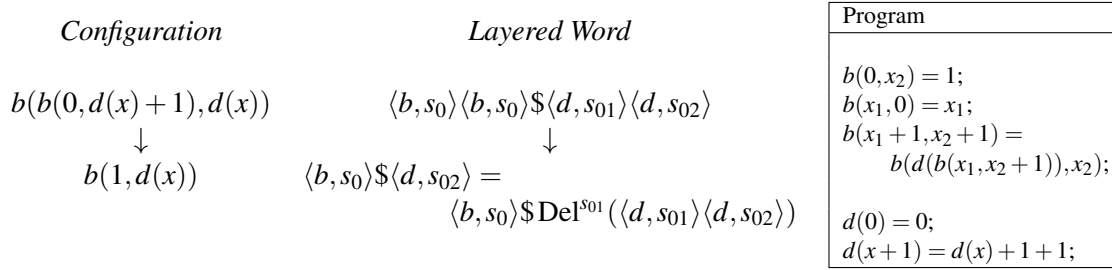 Configuration
b(b(0,d(x)+1),d(x))
↓
b(1,d(x))
Layered Word
⟨b,s₀⟩⟨b,s₀⟩$⟨d,s₀₁⟩⟨d,s₀₂⟩
↓
⟨b,s₀⟩$⟨d,s₀₂⟩ =
⟨b,s₀⟩$Del^{s₀₁}(⟨d,s₀₁⟩⟨d,s₀₂⟩)
Program
b(0,x₂) = 1;
b(x₁,0) = x₁;
b(x₁+1,x₂+1) =
b(d(b(x₁,x₂+1)),x₂);
d(0) = 0;
d(x+1) = d(x)+1+1;